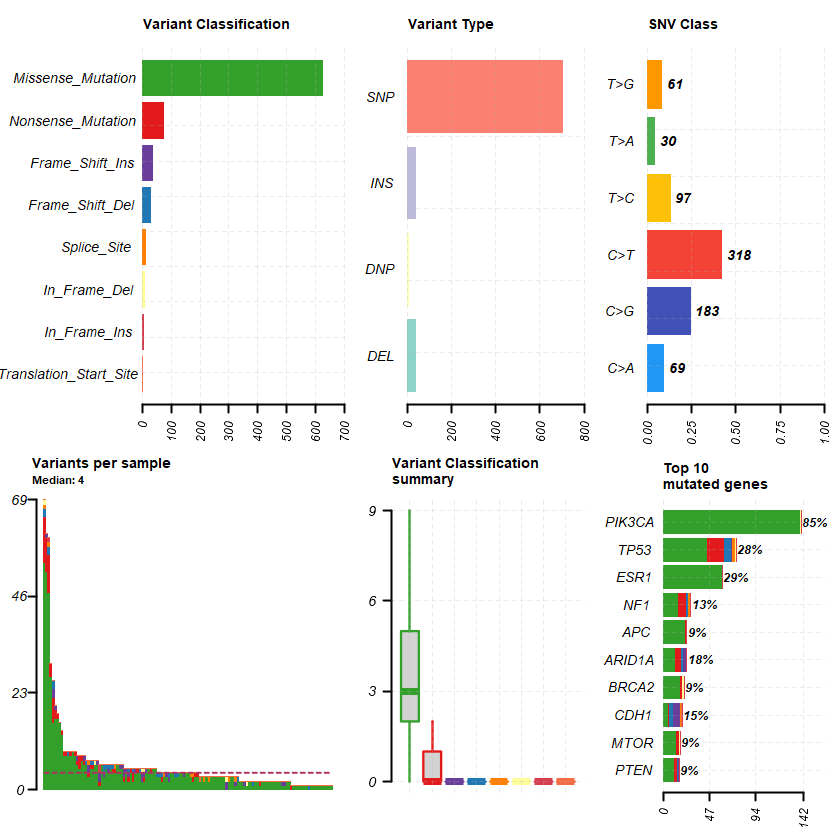 Variant Classification
Missense_Mutation
Nonsense_Mutation
Frame_Shift_Ins
Frame_Shift_Del
Splice_Site
In_Frame_Del
In_Frame_Ins
Translation_Start_Site
0 100 200 300 400 500 600 700
Variant Type
SNP
INS
DNP
DEL
0 200 400 600 800
SNV Class
T>G 61
T>A 30
T>C 97
C>T 318
C>G 183
C>A 69
0.00 0.25 0.50 0.75 1.00
Variants per sample
Median: 4
69
46
23
0
Variant Classification
summary
9
6
3
0
Top 10
mutated genes
PIK3CA 85%
TP53 28%
ESR1 29%
NF1 13%
APC 9%
ARID1A 18%
BRCA2 9%
CDH1 15%
MTOR 9%
PTEN 9%
0 47 94 142